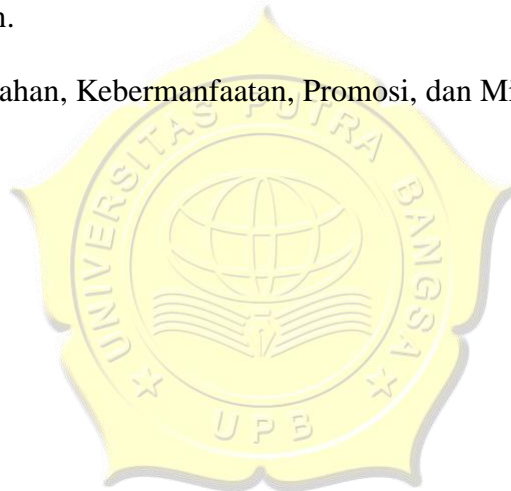 n.
ahan, Kebermanfaatan, Promosi, dan Mi
UNIVERSITAS PUTRA BANGSA
UPB